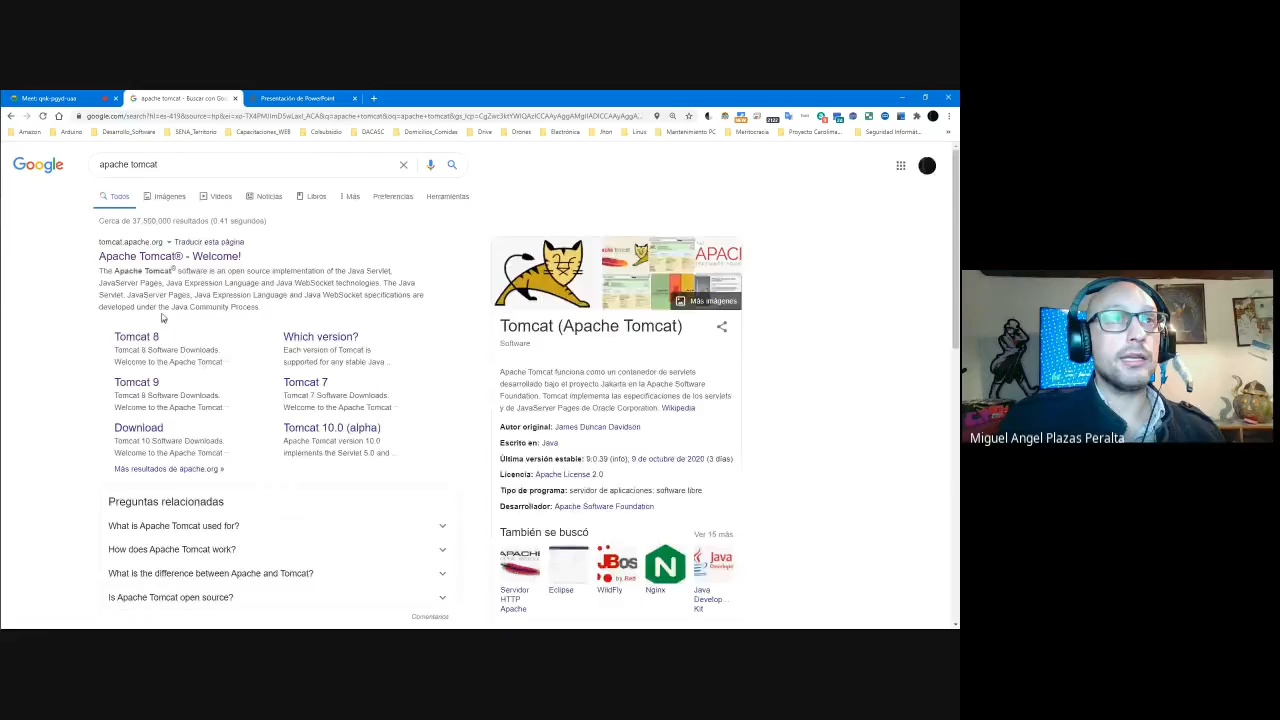 Meet: qnk-pgyd-uaa
apache tomcat - Buscar con Goo
Presentación de PowerPoint
Amazon
Arduino
Desarrollo_Software
SENA_Territorio
Capacitaciones_WEB
Colsubsidio
DACASC
Domicilios_Comidas
Drive
Drones
Electrónica
Jhon
Linux
Mantenimiento PC
Meritocracia
Proyecto Carolima...
Seguridad Informát...
Google
apache tomcat
Todos
Imágenes
Videos
Noticias
Libros
Más
Preferencias
Herramientas
Cerca de 37,500,000 resultados (0.41 segundos)
tomcat.apache.org Traducir esta página
Apache Tomcat® - Welcome!
The Apache Tomcat® software is an open source implementation of the Java Servlet,
JavaServer Pages, Java Expression Language and Java WebSocket technologies. The Java
Servlet, JavaServer Pages, Java Expression Language and Java WebSocket specifications are
developed under the Java Community Process.
Tomcat 8
Tomcat 8 Software Downloads.
Welcome to the Apache Tomcat ...
Which version?
Each version of Tomcat is
supported for any stable Java ...
Tomcat 9
Tomcat 9 Software Downloads.
Welcome to the Apache Tomcat ...
Tomcat 7
Tomcat 7 Software Downloads.
Welcome to the Apache Tomcat ...
Download
Tomcat 10 Software Downloads.
Welcome to the Apache Tomcat ...
Tomcat 10.0 (alpha)
Apache Tomcat version 10.0
implements the Servlet 5.0 and ...
Más resultados de apache.org »
Preguntas relacionadas
What is Apache Tomcat used for?
How does Apache Tomcat work?
What is the difference between Apache and Tomcat?
Is Apache Tomcat open source?
Comentarios
APACI
Más imágenes
Tomcat (Apache Tomcat)
Software
Apache Tomcat funciona como un contenedor de servlets
desarrollado bajo el proyecto Jakarta en la Apache Software
Foundation. Tomcat implementa las especificaciones de los servlets
y de JavaServer Pages de Oracle Corporation. Wikipedia
Autor original: James Duncan Davidson
Escrito en: Java
Última versión estable: 9.0.39 (info); 9 de octubre de 2020 (3 días)
Licencia: Apache License 2.0
Tipo de programa: servidor de aplicaciones; software libre
Desarrollador: Apache Software Foundation
También se buscó
Ver 15 más
Servidor
HTTP
Apache
Eclipse
WildFly
Nginx
Java
Develop...
Kit
Miguel Angel Plazas Peralta